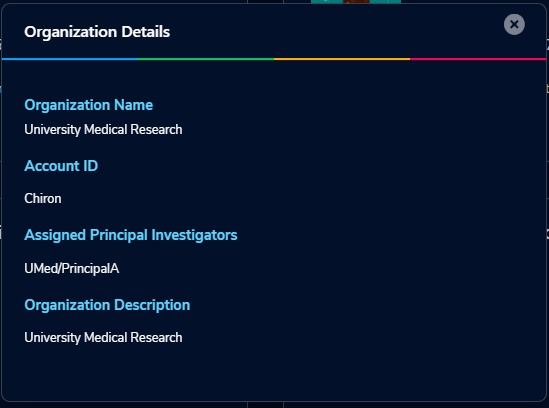 Organization Details
Organization Name
University Medical Research
Account ID
Chiron
Assigned Principal Investigators
UMed/PrincipalA
Organization Description
University Medical Research